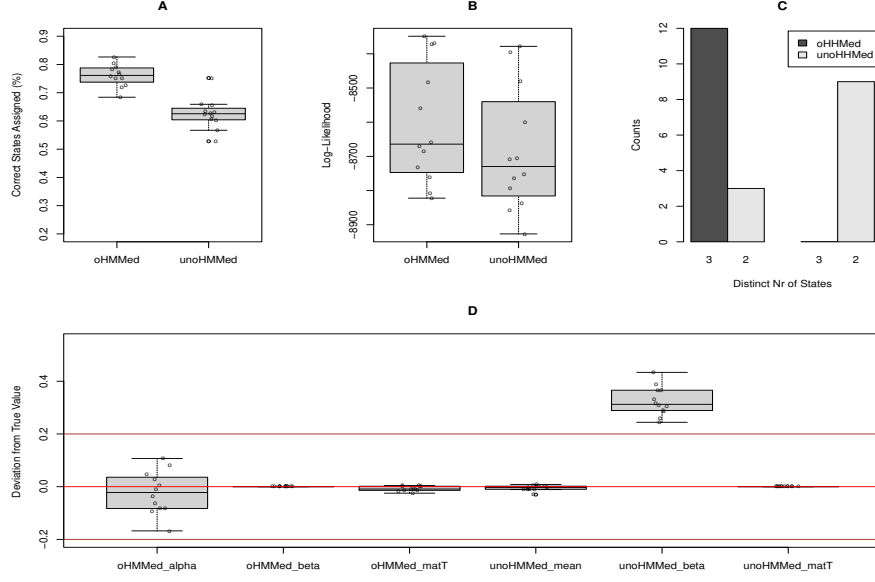 A
B
C
Correct States Assigned (%)
0.9
0.8
0.7
0.6
0.5
0.4
0.3
0.2
oHMMed
unoHMMed
Log−Likelihood
−8500
−8700
−8900
oHMMed
unoHMMed
Counts
12
10
8
6
4
2
0
oHHMed
unoHHMed
3
2
3
2
Distinct Nr of States
D
Deviation from True Value
0.4
0.2
0.0
−0.2
oHMMed_alpha
oHMMed_beta
oHMMed_matT
unoHMMed_mean
unoHMMed_beta
unoHMMed_matT